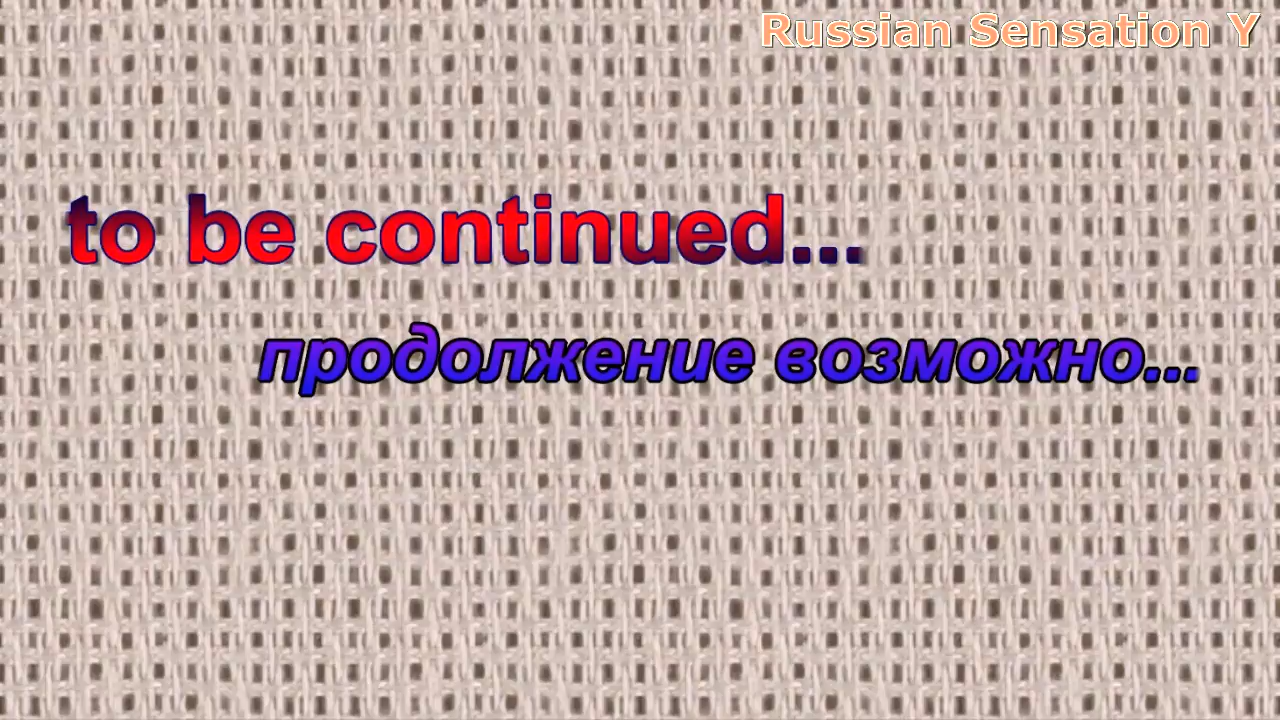 Russian Sensation Y
to be continued...
продолжение возможно...